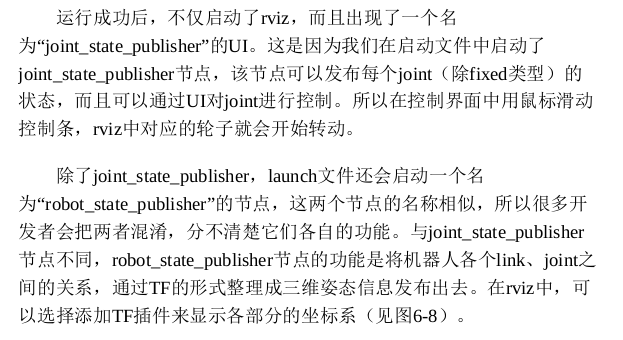 运行成功后，不仅启动了rviz，而且出现了一个名
为“joint_state_publisher”的UI。这是因为我们在启动文件中启动了
joint_state_publisher节点，该节点可以发布每个joint（除fixed类型）的
状态，而且可以通过UI对joint进行控制。所以在控制界面中用鼠标滑动
控制条，rviz中对应的轮子就会开始转动。
除了joint_state_publisher，launch文件还会启动一个名
为“robot_state_publisher”的节点，这两个节点的名称相似，所以很多开
发者会把两者混淆，分不清楚它们各自的功能。与joint_state_publisher
节点不同，robot_state_publisher节点的功能是将机器人各个link、joint之
间的关系，通过TF的形式整理成三维姿态信息发布出去。在rviz中，可
以选择添加TF插件来显示各部分的坐标系（见图6-8）。